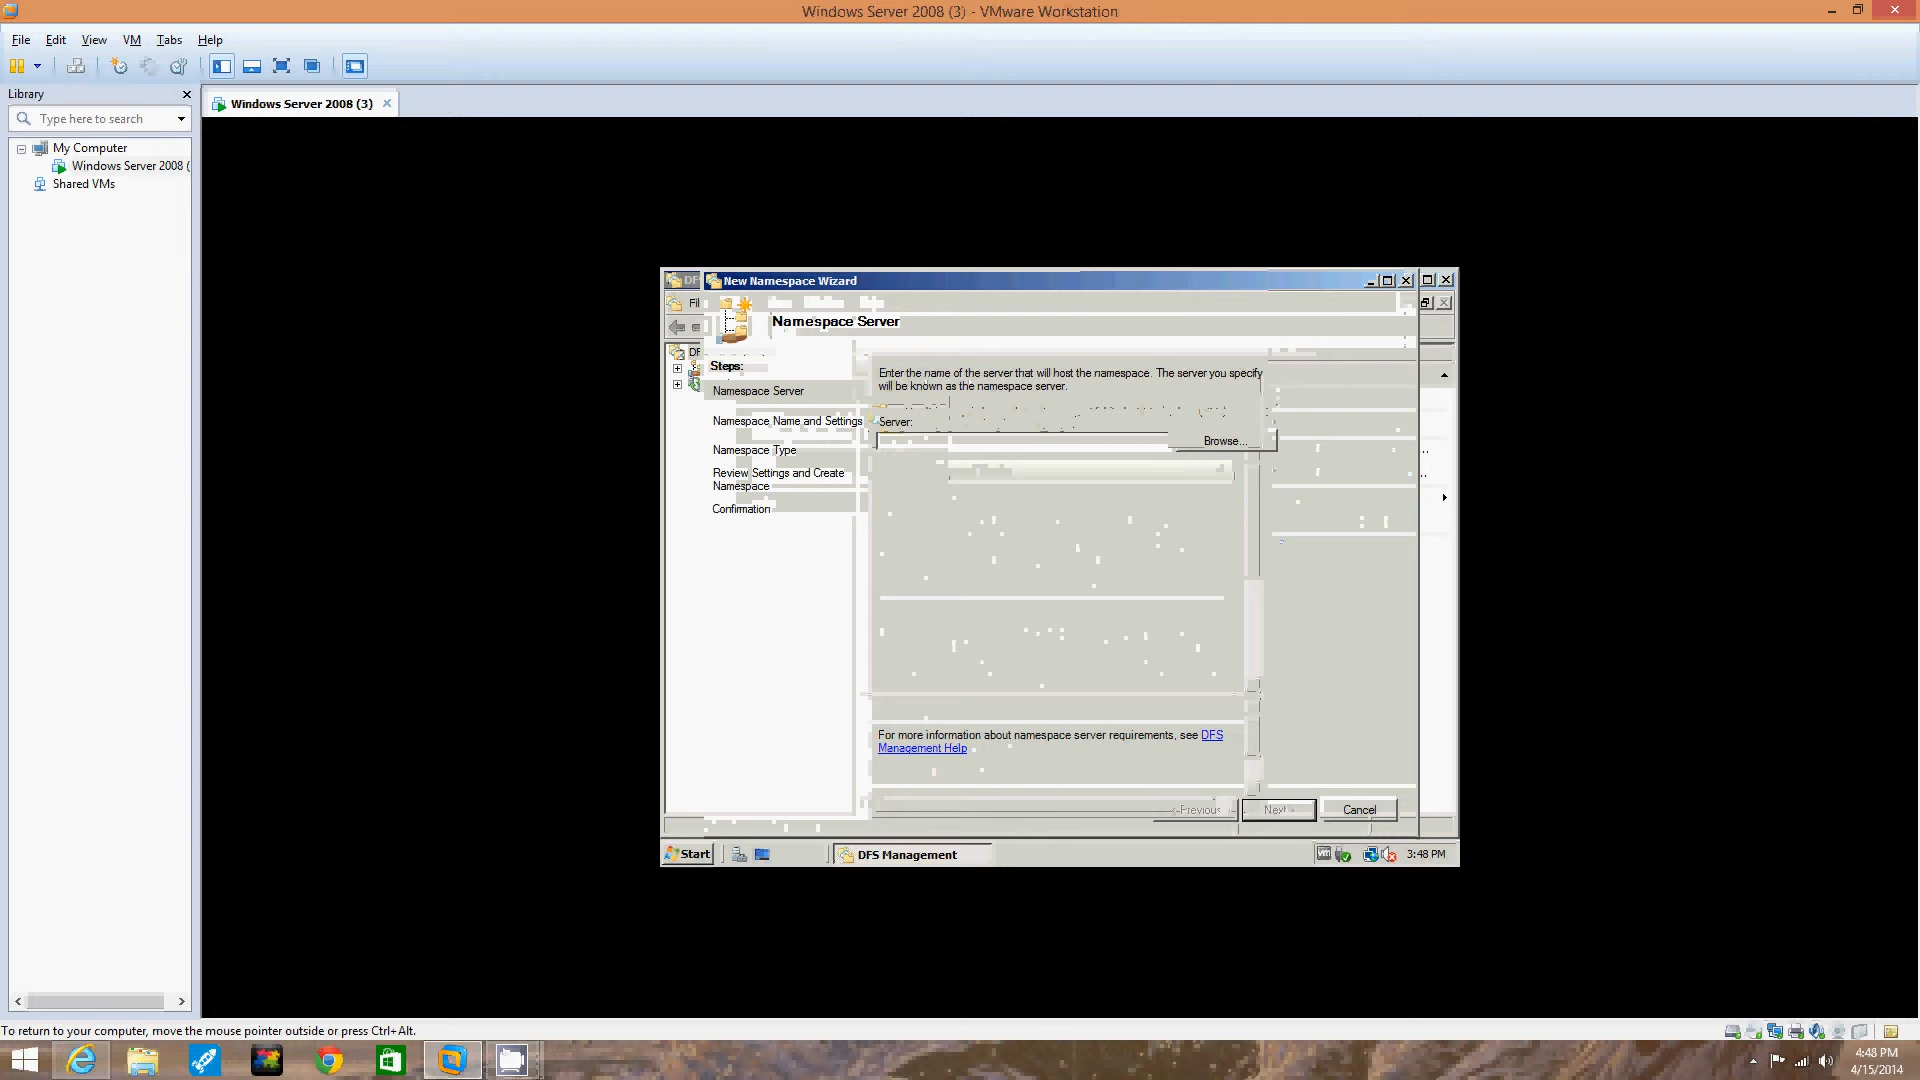 Windows Server 2008 (3) - VMware Workstation
File Edit View VM Tabs Help
Library
Windows Server 2008 (3)
Type here to search
My Computer
Windows Server 2008 (
Shared VMs
DF
New Namespace Wizard
Fil
Namespace Server
DF
Steps:
Namespace Server
Namespace Name and Settings
Namespace Type
Review Settings and Create
Namespace
Confirmation
Enter the name of the server that will host the namespace. The server you specify
will be known as the namespace server.
Server:
Browse...
For more information about namespace server requirements, see DFS
Management Help
< Previous Next > Cancel
Start
DFS Management
3:48 PM
To return to your computer, move the mouse pointer outside or press Ctrl+Alt.
4:48 PM
4/15/2014